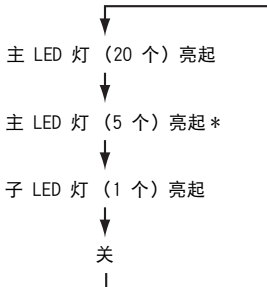 主 LED 灯 (20 个) 亮起
主 LED 灯 (5 个) 亮起*
子 LED 灯 (1 个) 亮起
关